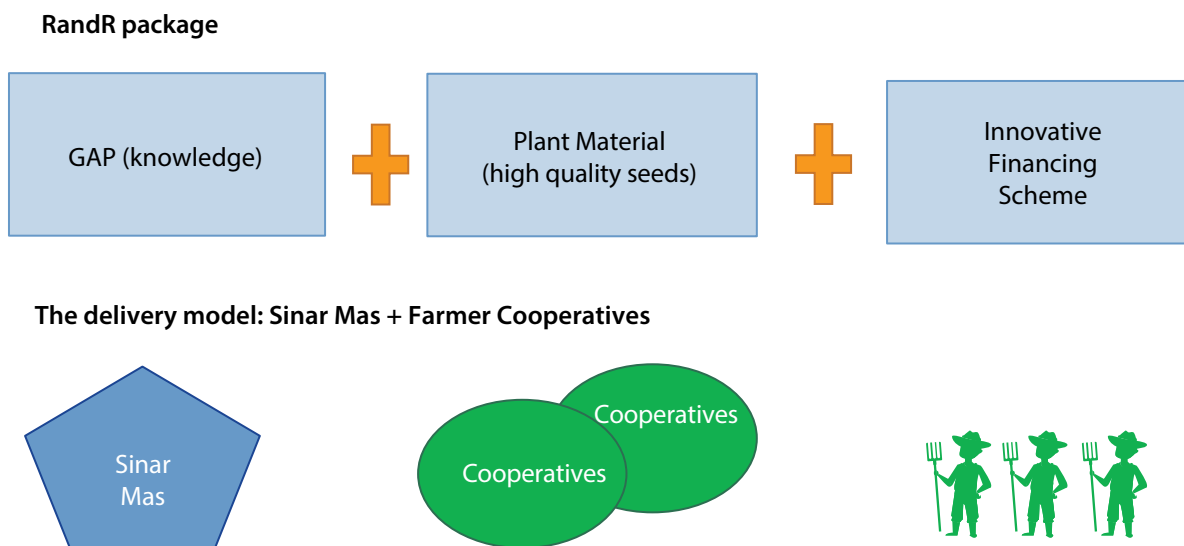 RandR package
GAP (knowledge)
Plant Material
(high quality seeds)
Innovative
Financing
Scheme
The delivery model: Sinar Mas + Farmer Cooperatives
Sinar
Mas
Cooperatives
Cooperatives